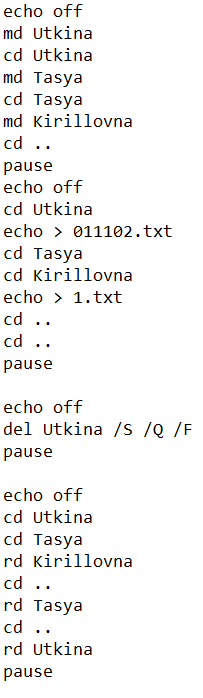 echo off
md Utkina
cd Utkina
md Tasya
cd Tasya
md Kirillovna
cd ..
pause
echo off
cd Utkina
echo > 011102.txt
cd Tasya
cd Kirillovna
echo > 1.txt
cd ..
cd ..
pause

echo off
del Utkina /S /Q /F
pause

echo off
cd Utkina
cd Tasya
rd Kirillovna
cd ..
rd Tasya
cd ..
rd Utkina
pause